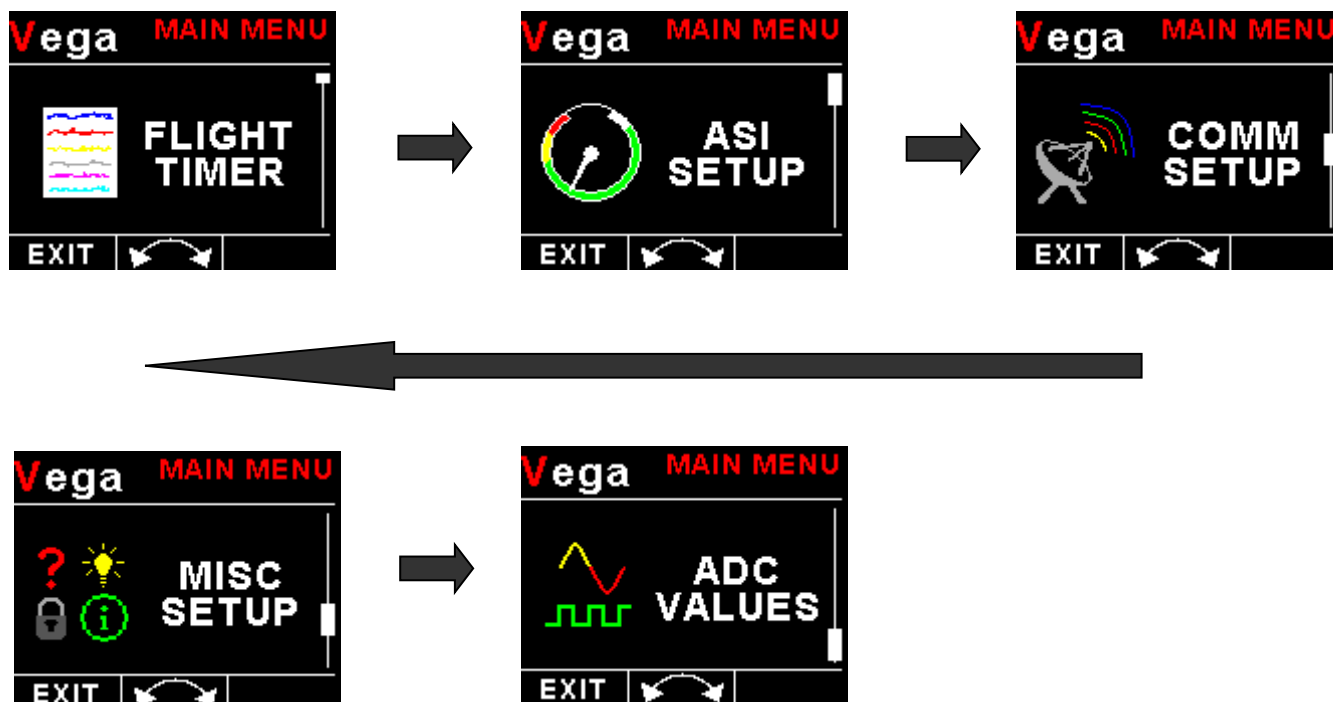 Vega MAIN MENU
FLIGHT
TIMER
EXIT
Vega MAIN MENU
ASI
SETUP
EXIT
Vega MAIN MENU
COMM
SETUP
EXIT
Vega MAIN MENU
? MISC
i SETUP
EXIT
Vega MAIN MENU
ADC
VALUES
EXIT